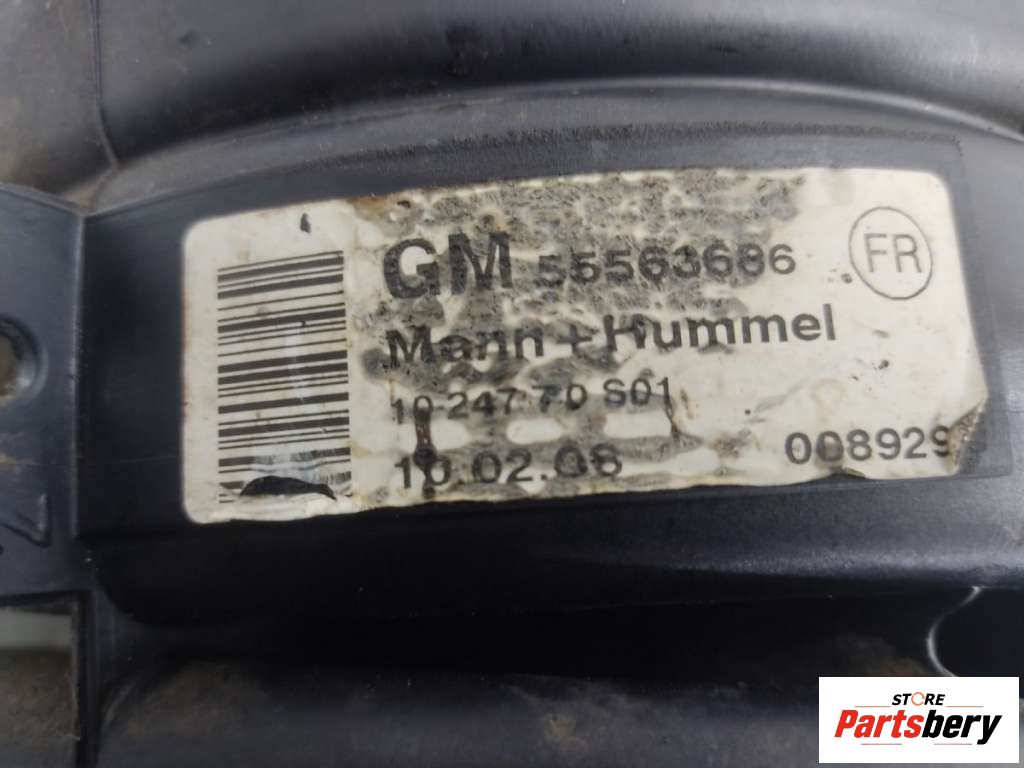 GM 55563686
FR
Mann+Hummel
10 247 70 S01
10.02.08
008929
STORE
Partsbery